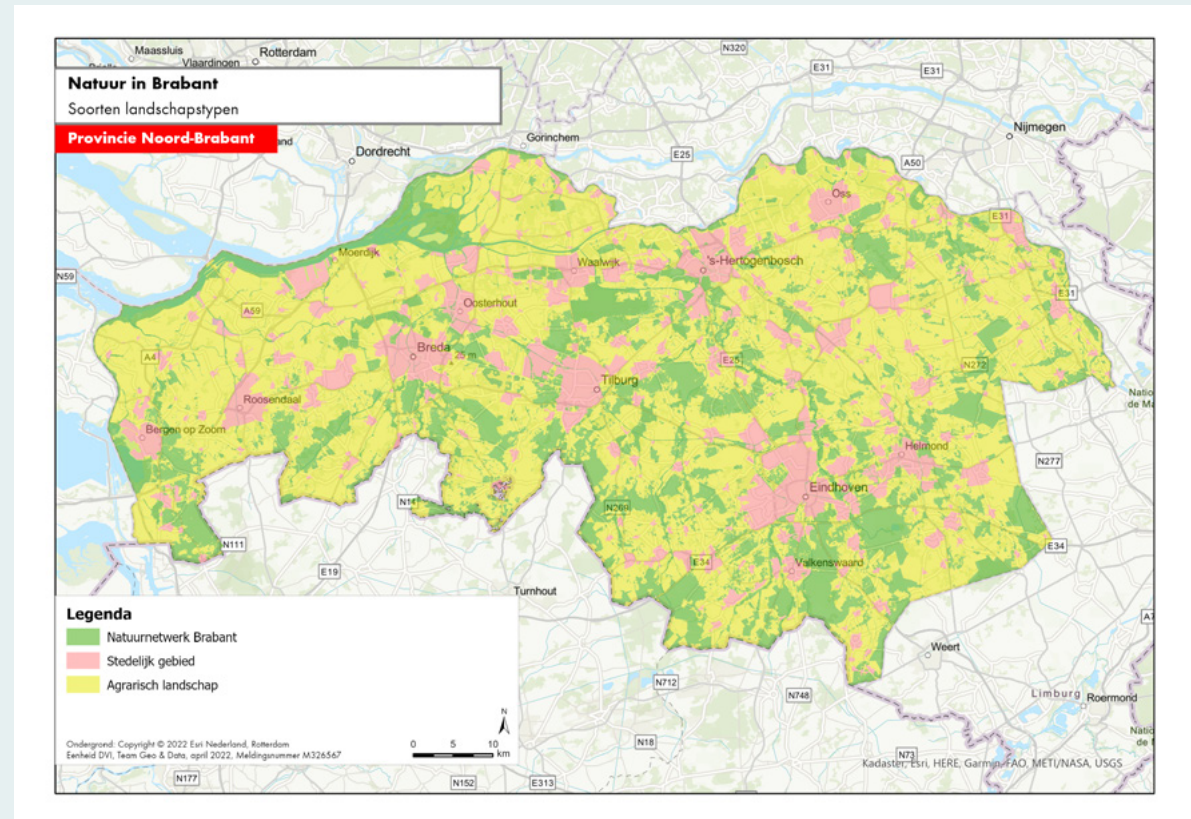 Maassluis
Rotterdam
Vlaardingen
N320
E31
E31
Natuur in Brabant
Soorten landschapstypen
Provincie Noord-Brabant
Gorinchem
Nijmegen
Dordrecht
E25
A50
Oss
E31
Moerdijk
N59
Waalwijk
's-Hertogenbosch
E31
Oosterhout
A59
Breda
25 m
A4
E25
N272
Tilburg
Roosendaal
Bergen op Zoom
Helmond
N277
Eindhoven
N269
N111
E19
E34
E34
Valkenswaard
Turnhout
Legenda
Natuurnetwerk Brabant
Stedelijk gebied
Agrarisch landschap
Weert
N712
N748
Limburg
Roermond
N
Ondergrond: Copyright © 2022 Esri Nederland, Rotterdam
Eenheid DVI, Team Geo & Data, april 2022, Meldingsnummer M326567
0 5 10
km
N18
N73
Kadaster, Esri, HERE, Garmin, FAO, METI/NASA, USGS
N177
N152
E313